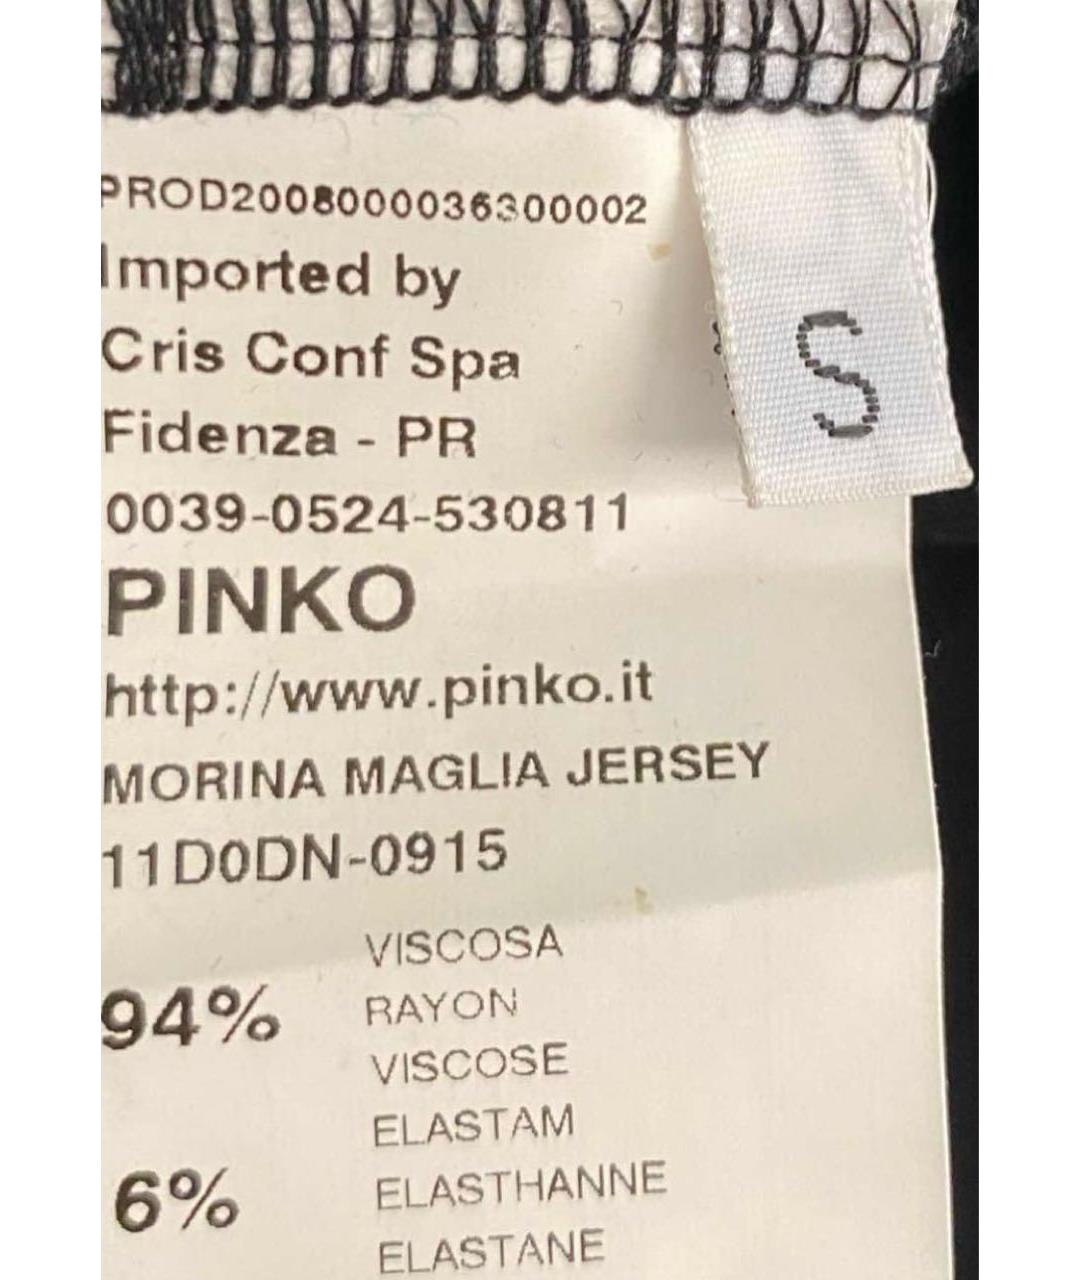 PROD2008000036300002
Imported by
Cris Conf Spa
Fidenza - PR
0039-0524-530811
PINKO
http://www.pinko.it
MORINA MAGLIA JERSEY
11D0DN-0915
94% VISCOSA
RAYON
VISCOSE
6% ELASTAM
ELASTHANNE
ELASTANE
S